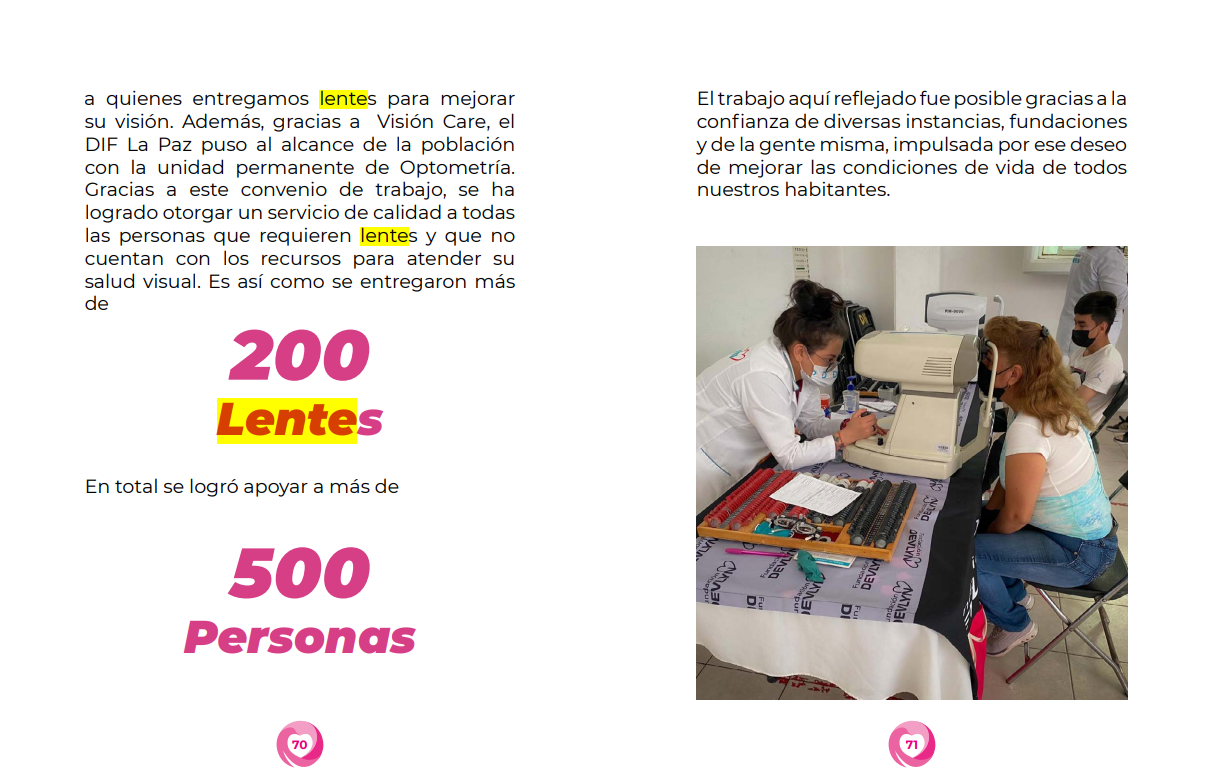 a quienes entregamos lentes para mejorar
su visión. Además, gracias a Visión Care, el
DIF La Paz puso al alcance de la población
con la unidad permanente de Optometría.
Gracias a este convenio de trabajo, se ha
logrado otorgar un servicio de calidad a todas
las personas que requieren lentes y que no
cuentan con los recursos para atender su
salud visual. Es así como se entregaron más
de
200
Lentes
En total se logró apoyar a más de
500
Personas
70
El trabajo aquí reflejado fue posible gracias a la
confianza de diversas instancias, fundaciones
y de la gente misma, impulsada por ese deseo
de mejorar las condiciones de vida de todos
nuestros habitantes.
Fundación
DEVLYN
Fundación
DEVLYN
Fundación
DEVLYN
71